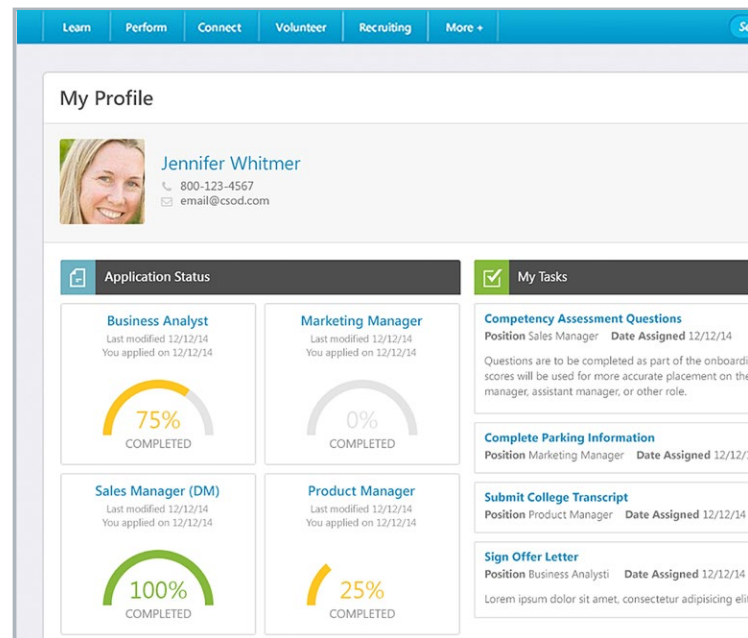 Learn Perform Connect Volunteer Recruiting More +
My Profile
Jennifer Whitmer
800-123-4567
email@csod.com
Application Status
Business Analyst
Last modified 12/12/14
You applied on 12/12/14
75%
COMPLETED
Marketing Manager
Last modified 12/12/14
You applied on 12/12/14
0%
COMPLETED
Sales Manager (DM)
Last modified 12/12/14
You applied on 12/12/14
100%
COMPLETED
Product Manager
Last modified 12/12/14
You applied on 12/12/14
25%
COMPLETED
My Tasks
Competency Assessment Questions
Position Sales Manager Date Assigned 12/12/14
Questions are to be completed as part of the
scores will be used for more accurate placement on the
manager, assistant manager, or other role.
Complete Parking Information
Position Marketing Manager Date Assigned 12/12/
Submit College Transcript
Position Product Manager Date Assigned 12/12/14
Sign Offer Letter
Position Business Analysti Date Assigned 12/12/14
Lorem ipsum dolor sit amet, consectetur adipisicing